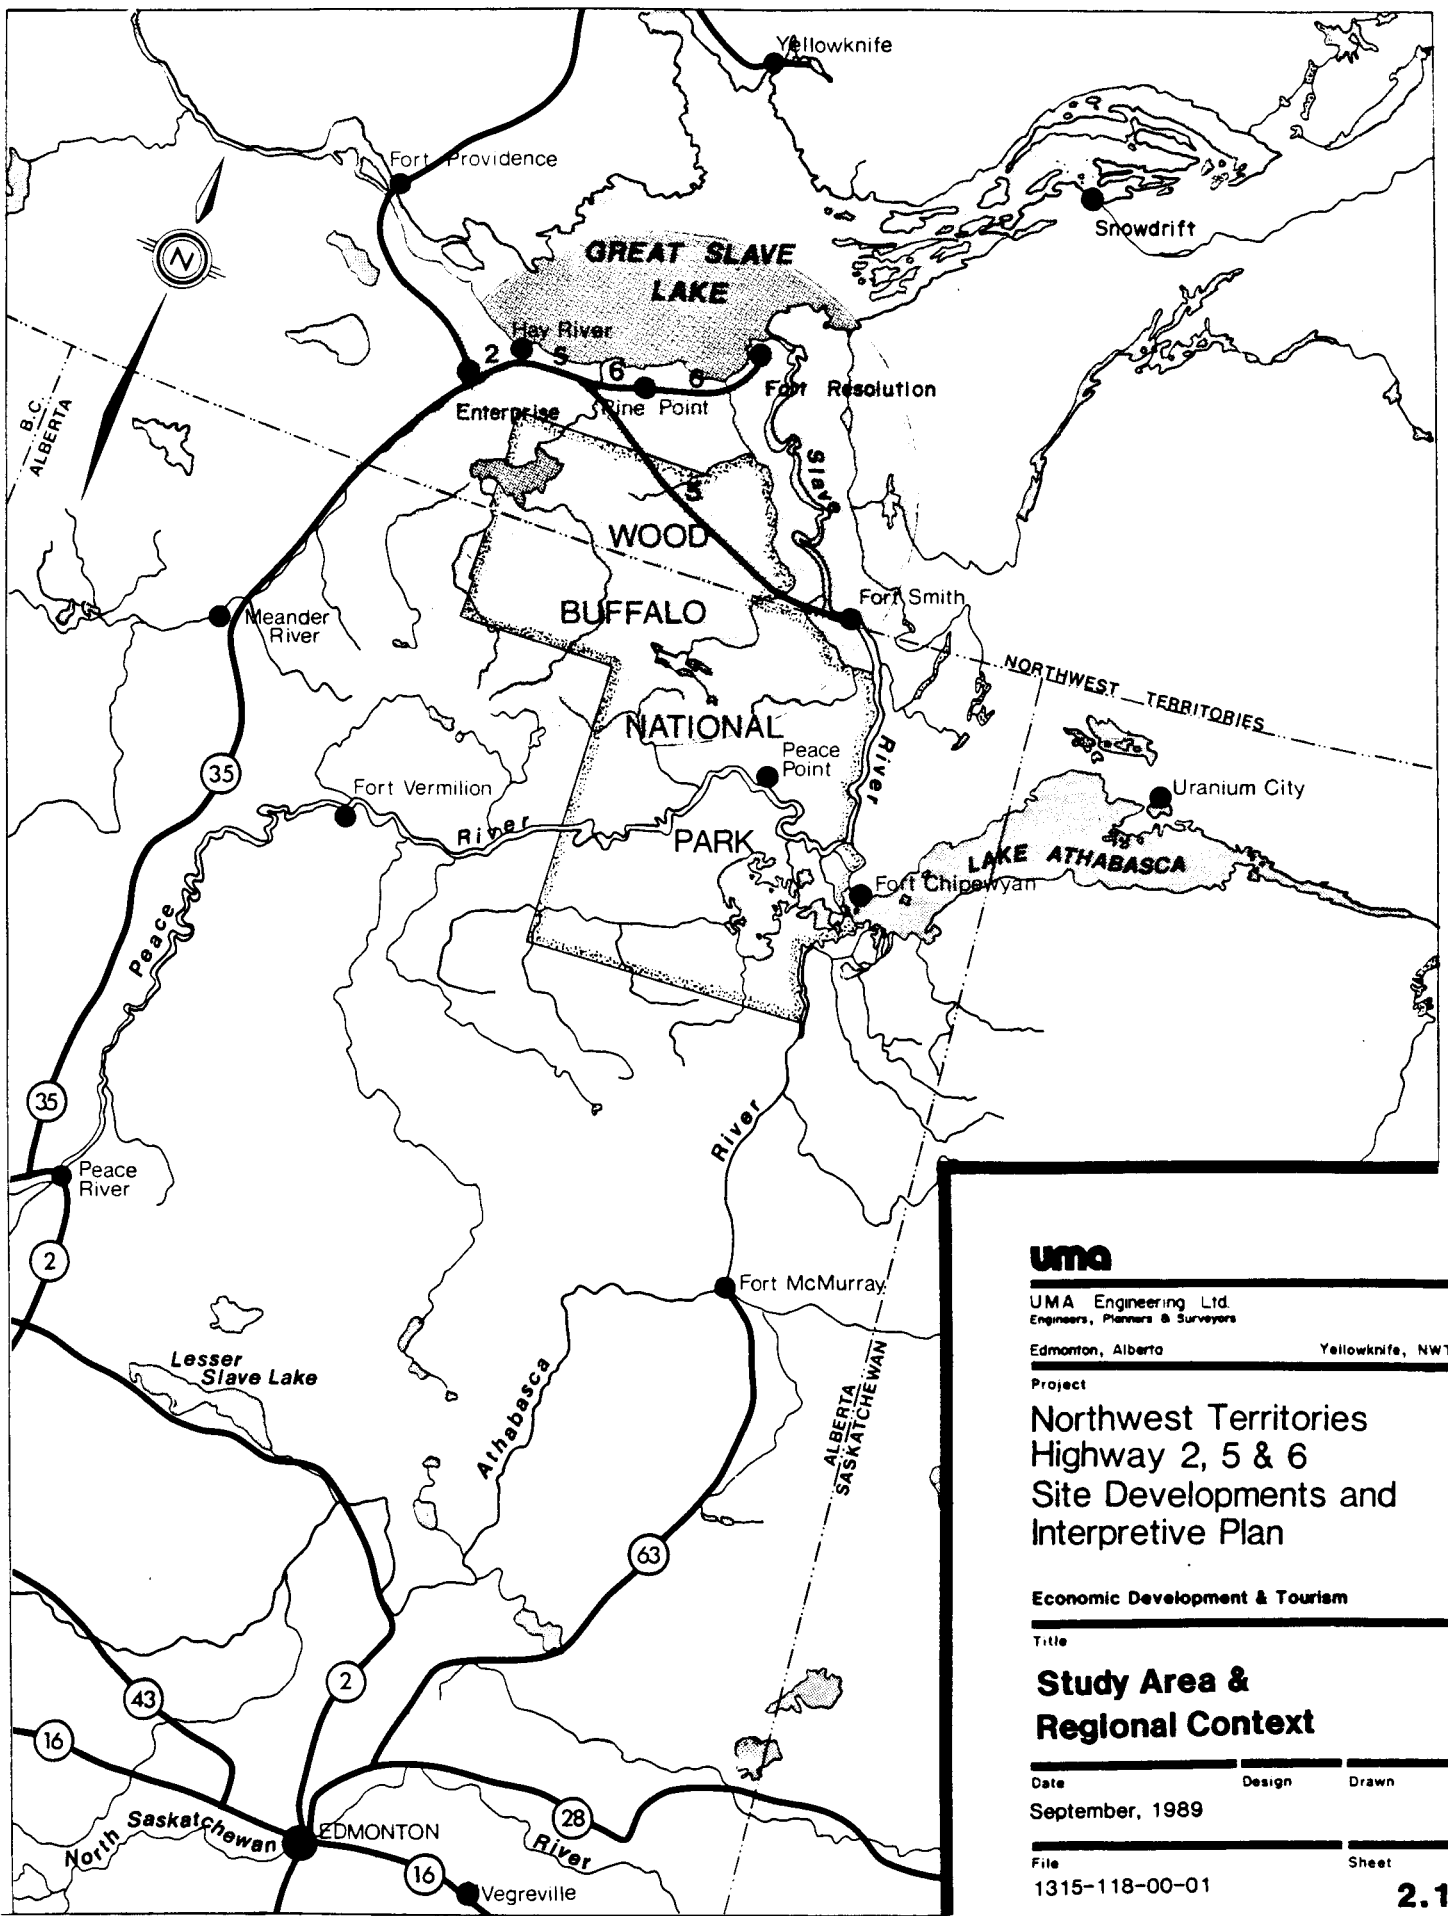 Yellowknife
Fort Providence
Snowdrift
GREAT SLAVE
LAKE
N
Hay River
2
5
6
6
Fort Resolution
Enterprise
Pine Point
B.C.
ALBERTA
Slave
5
WOOD
BUFFALO
Fort Smith
Meander
River
NORTHWEST TERRITORIES
NATIONAL
Peace
Point
River
35
Fort Vermilion
Uranium City
River
PARK
LAKE ATHABASCA
Fort Chipewyan
Peace
35
River
Peace
River
2
Fort McMurray
Lesser
Slave Lake
Athabasca
ALBERTA
SASKATCHEWAN
63
43
2
16
28
North Saskatchewan
EDMONTON
River
16
Vegreville
uma
UMA Engineering Ltd.
Engineers, Planners & Surveyors
Edmonton, Alberta Yellowknife, NWT
Project
Northwest Territories
Highway 2, 5 & 6
Site Developments and
Interpretive Plan
Economic Development & Tourism
Title
Study Area &
Regional Context
Date Design Drawn
September, 1989
File Sheet
1315-118-00-01
2.1